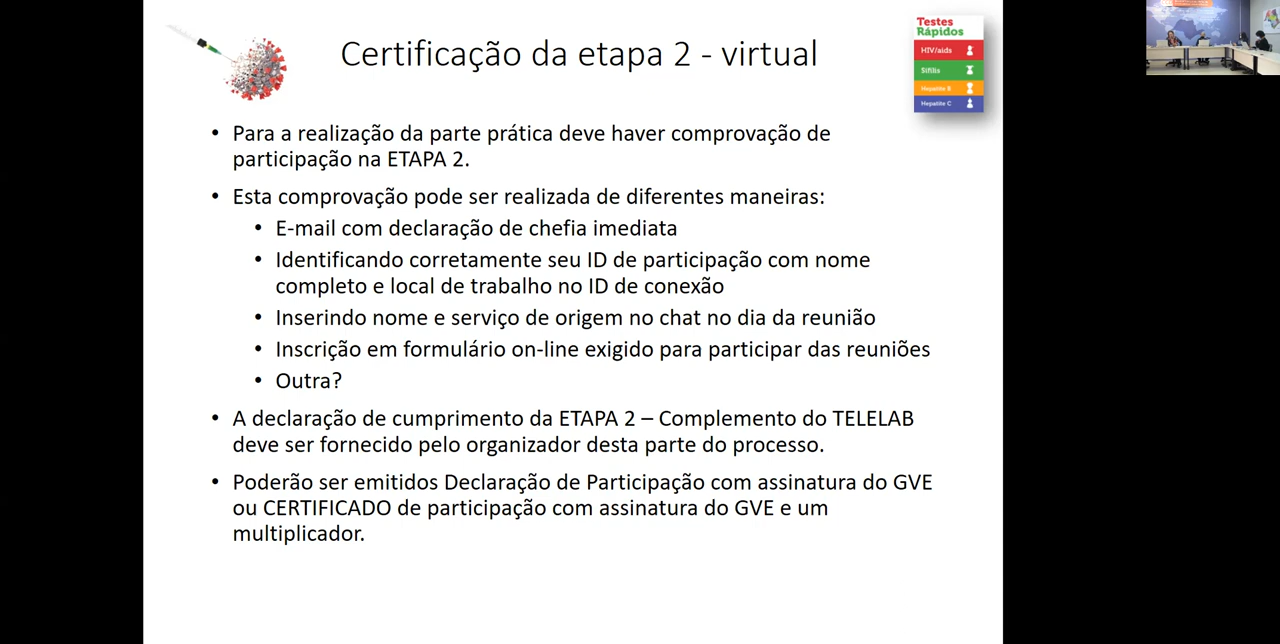 Certificação da etapa 2 - virtual
Testes
Rápidos
HIV/aids
Sífilis
Hepatite B
Hepatite C
• Para a realização da parte prática deve haver comprovação de
participação na ETAPA 2.
• Esta comprovação pode ser realizada de diferentes maneiras:
• E-mail com declaração de chefia imediata
• Identificando corretamente seu ID de participação com nome
completo e local de trabalho no ID de conexão
• Inserindo nome e serviço de origem no chat no dia da reunião
• Inscrição em formulário on-line exigido para participar das reuniões
• Outra?
• A declaração de cumprimento da ETAPA 2 – Complemento do TELELAB
deve ser fornecido pelo organizador desta parte do processo.
• Poderão ser emitidos Declaração de Participação com assinatura do GVE
ou CERTIFICADO de participação com assinatura do GVE e um
multiplicador.